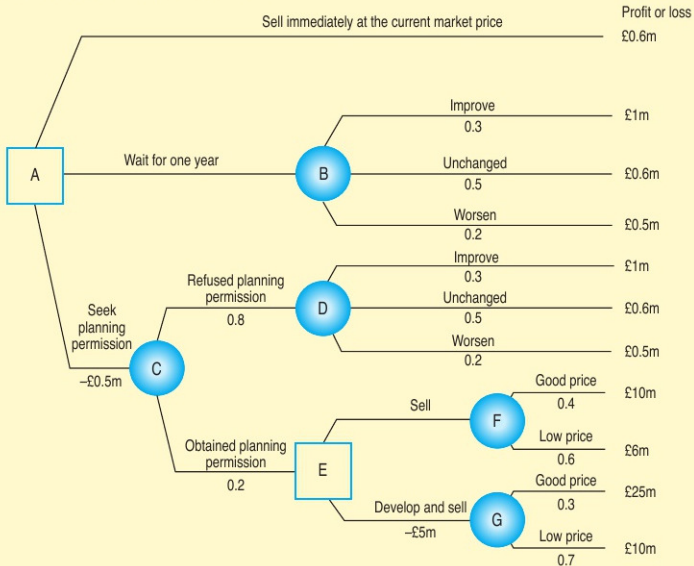 Profit or loss
Sell immediately at the current market price
£0.6m
Improve
0.3
£1m
A
Wait for one year
B
Unchanged
0.5
£0.6m
Worsen
0.2
£0.5m
Improve
0.3
£1m
Refused planning
permission
0.8
D
Unchanged
0.5
£0.6m
Worsen
0.2
£0.5m
Seek
planning
permission
–£0.5m
C
Good price
0.4
£10m
Sell
F
Low price
0.6
£6m
Obtained planning
permission
0.2
E
Good price
0.3
£25m
Develop and sell
–£5m
G
Low price
0.7
£10m